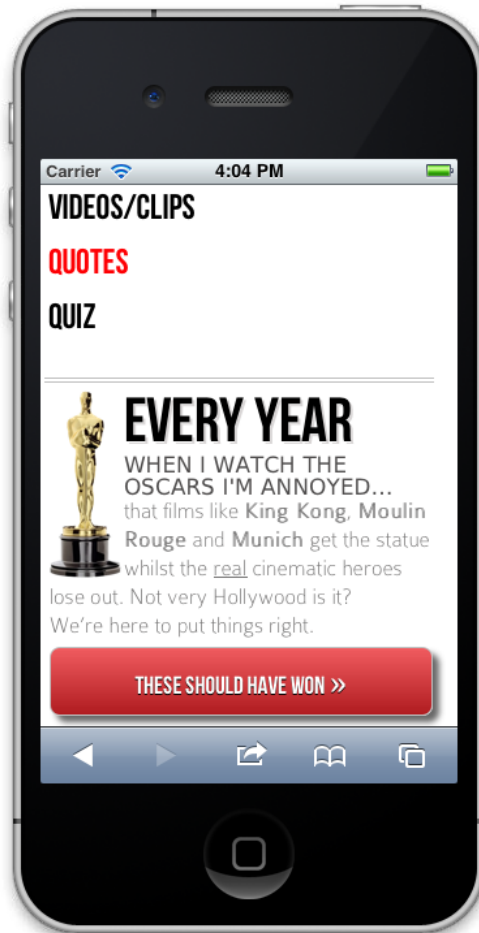 Carrier 4:04 PM
VIDEOS/CLIPS
QUOTES
QUIZ
EVERY YEAR
WHEN I WATCH THE
OSCARS I'M ANNOYED...
that films like King Kong, Moulin
Rouge and Munich get the statue
whilst the real cinematic heroes
lose out. Not very Hollywood is it?
We're here to put things right.
THESE SHOULD HAVE WON »